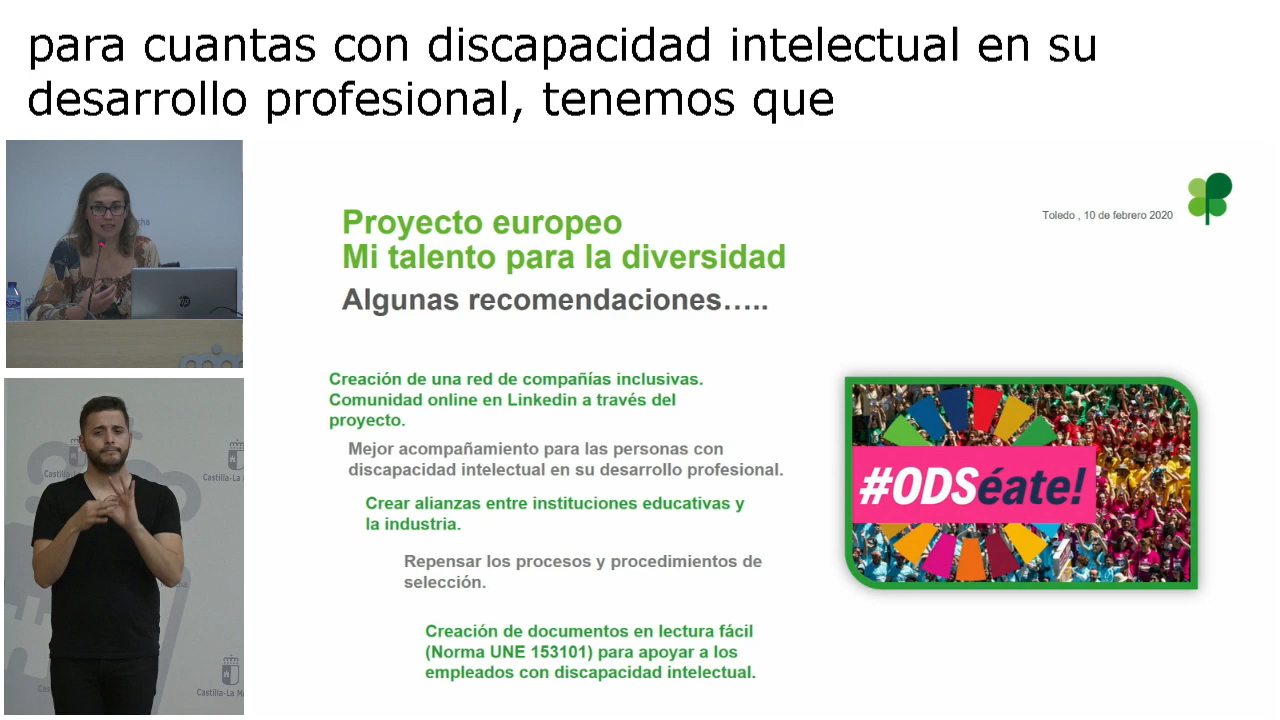 para cuantas con discapacidad intelectual en su
desarrollo profesional, tenemos que
Toledo , 10 de febrero 2020
Proyecto europeo
Mi talento para la diversidad
Algunas recomendaciones…..
Creación de una red de compañías inclusivas.
Comunidad online en Linkedin a través del
proyecto.
Mejor acompañamiento para las personas con
discapacidad intelectual en su desarrollo profesional.
Crear alianzas entre instituciones educativas y
la industria.
Repensar los procesos y procedimientos de
selección.
Creación de documentos en lectura fácil
(Norma UNE 153101) para apoyar a los
empleados con discapacidad intelectual.
#ODSéate!
hp
Castilla-La
Castilla-La